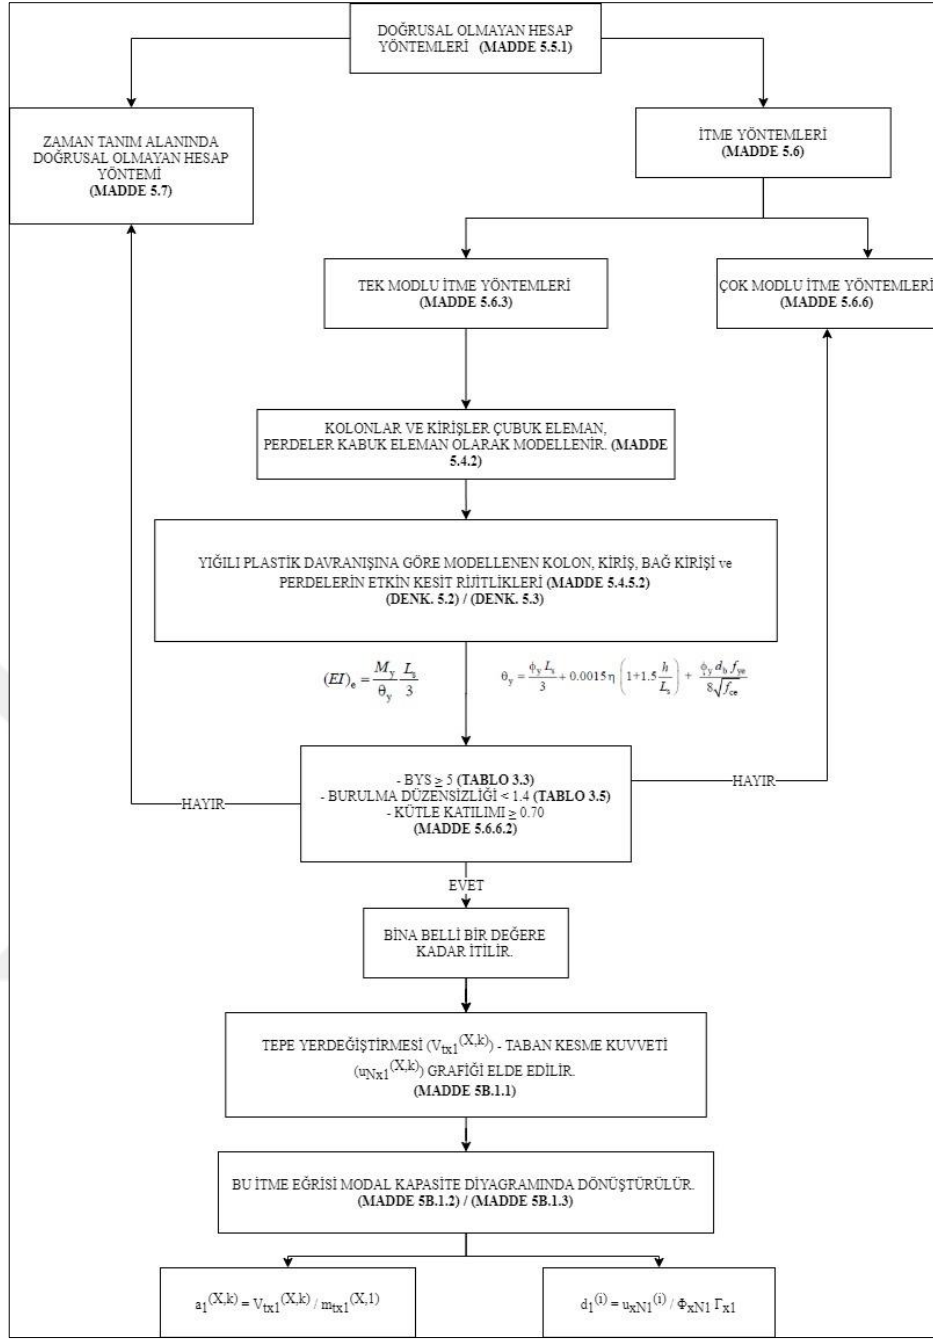 DOĞRUSAL OLMAYAN HESAP
YÖNTEMLERİ (MADDE 5.5.1)
ZAMAN TANIM ALANINDA
DOĞRUSAL OLMAYAN HESAP
YÖNTEMİ
(MADDE 5.7)
İTME YÖNTEMLERİ
(MADDE 5.6)
TEK MODLU İTME YÖNTEMLERİ
(MADDE 5.6.3)
ÇOK MODLU İTME YÖNTEMLERİ
(MADDE 5.6.6)
KOLONLAR VE KİRİŞLER ÇUBUK ELEMAN,
PERDELER KABUK ELEMAN OLARAK MODELLENİR. (MADDE
5.4.2)
YIĞILI PLASTİK DAVRANIŞINA GÖRE MODELLENEN KOLON, KİRİŞ, BAĞ KİRİŞİ ve
PERDELERİN ETKİN KESİT RİJİTLİKLERİ (MADDE 5.4.5.2)
(DENK. 5.2) / (DENK. 5.3)
(EI)e = My/θy Ls/3
θy = ϕy Ls/3 + 0.0015 η (1+1.5 h/Ls) + ϕy db fye/8√fce
- BYS ≥ 5 (TABLO 3.3)
- BURULMA DÜZENSİZLİĞİ < 1.4 (TABLO 3.5)
- KÜTLE KATILIMI ≥ 0.70
(MADDE 5.6.6.2)
HAYIR
HAYIR
EVET
BİNA BELLİ BİR DEĞERE
KADAR İTİLİR.
TEPE YERDEĞİŞTİRMESİ (Vtx1(X,k)) - TABAN KESME KUVVETİ
(uNx1(X,k)) GRAFİĞİ ELDE EDİLİR.
(MADDE 5B.1.1)
BU İTME EĞRİSİ MODAL KAPASİTE DİYAGRAMINDA DÖNÜŞTÜRÜLÜR.
(MADDE 5B.1.2) / (MADDE 5B.1.3)
a1(X,k) = Vtx1(X,k) / mtx1(X,1)
d1(i) = uxN1(i) / ΦxN1 Γx1